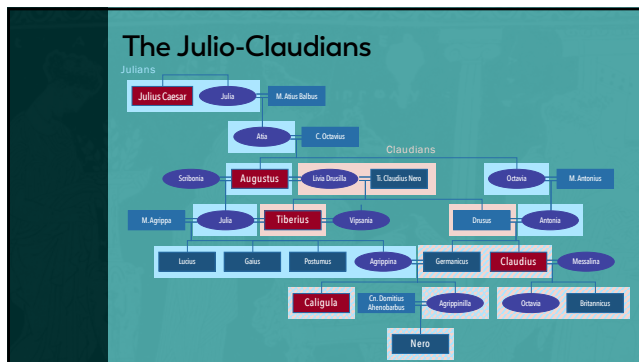 The Julio-Claudians
Julians
Julius Caesar
Julia
M. Atius Balbus
Atia
C. Octavius
Claudians
Scribonia
Augustus
Livia Drusilla
Ti. Claudius Nero
Octavia
M. Antonius
M. Agrippa
Julia
Tiberius
Vipsania
Drusus
Antonia
Lucius
Gaius
Postumus
Agrippina
Germanicus
Claudius
Messalina
Caligula
Cn. Domitius
Ahenobarbus
Agrippinilla
Octavia
Britannicus
Nero